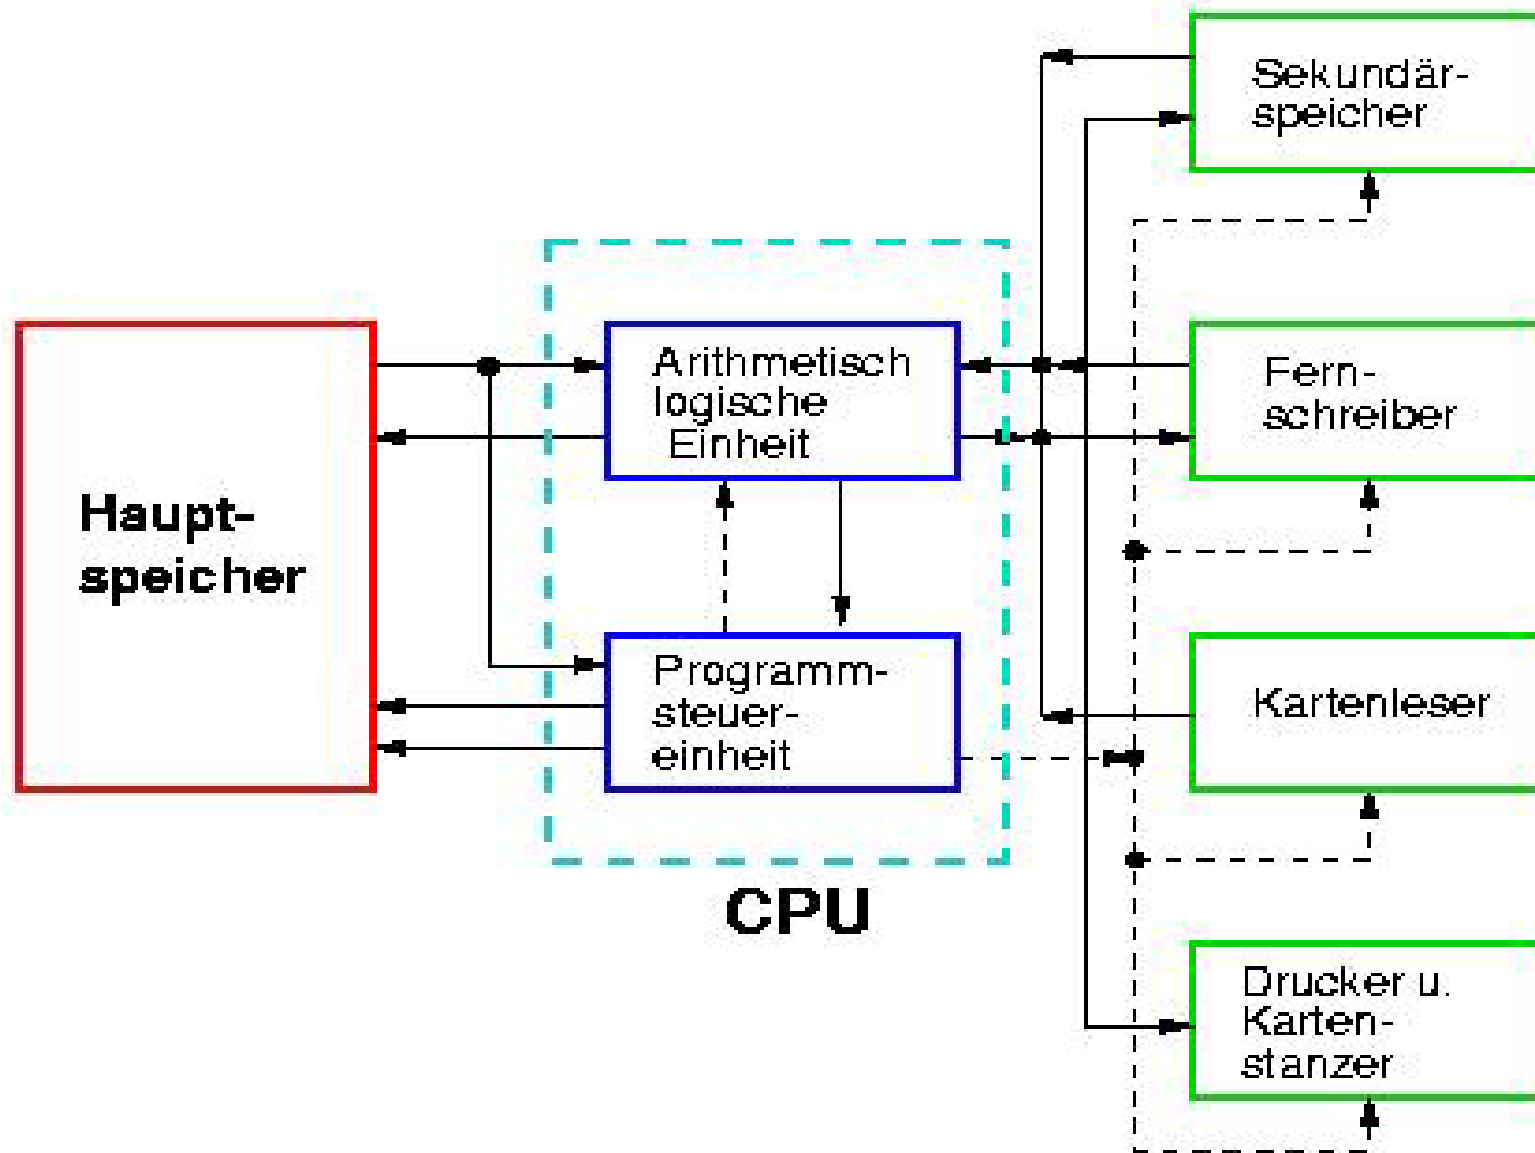 Sekundär-
speicher
Arithmetisch
logische
Einheit
Fern-
schreiber
Haupt-
speicher
Programm-
steuer-
einheit
Kartenleser
CPU
Drucker u.
Karten-
stanzer